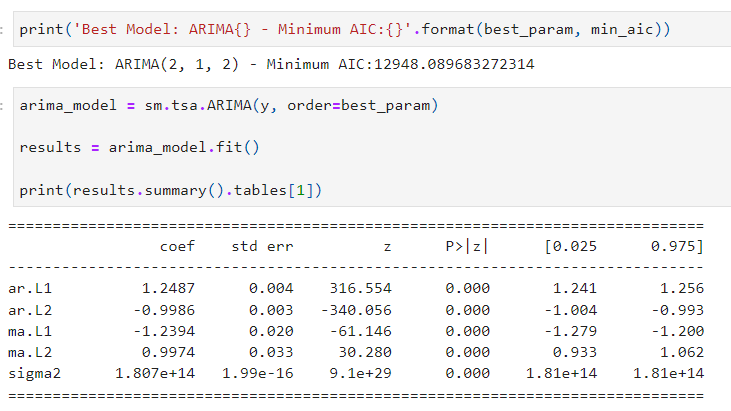 print('Best Model: ARIMA{} - Minimum AIC:{}'.format(best_param, min_aic))
Best Model: ARIMA(2, 1, 2) - Minimum AIC:12948.089683272314
arima_model = sm.tsa.ARIMA(y, order=best_param)
results = arima_model.fit()
print(results.summary().tables[1])
==============================================================================
                 coef    std err          z      P>|z|      [0.025      0.975]
------------------------------------------------------------------------------
ar.L1          1.2487      0.004    316.554      0.000       1.241       1.256
ar.L2         -0.9986      0.003   -340.056      0.000      -1.004      -0.993
ma.L1         -1.2394      0.020    -61.146      0.000      -1.279      -1.200
ma.L2          0.9974      0.033     30.280      0.000       0.933       1.062
sigma2      1.807e+14   1.99e-16    9.1e+29      0.000    1.81e+14    1.81e+14
==============================================================================